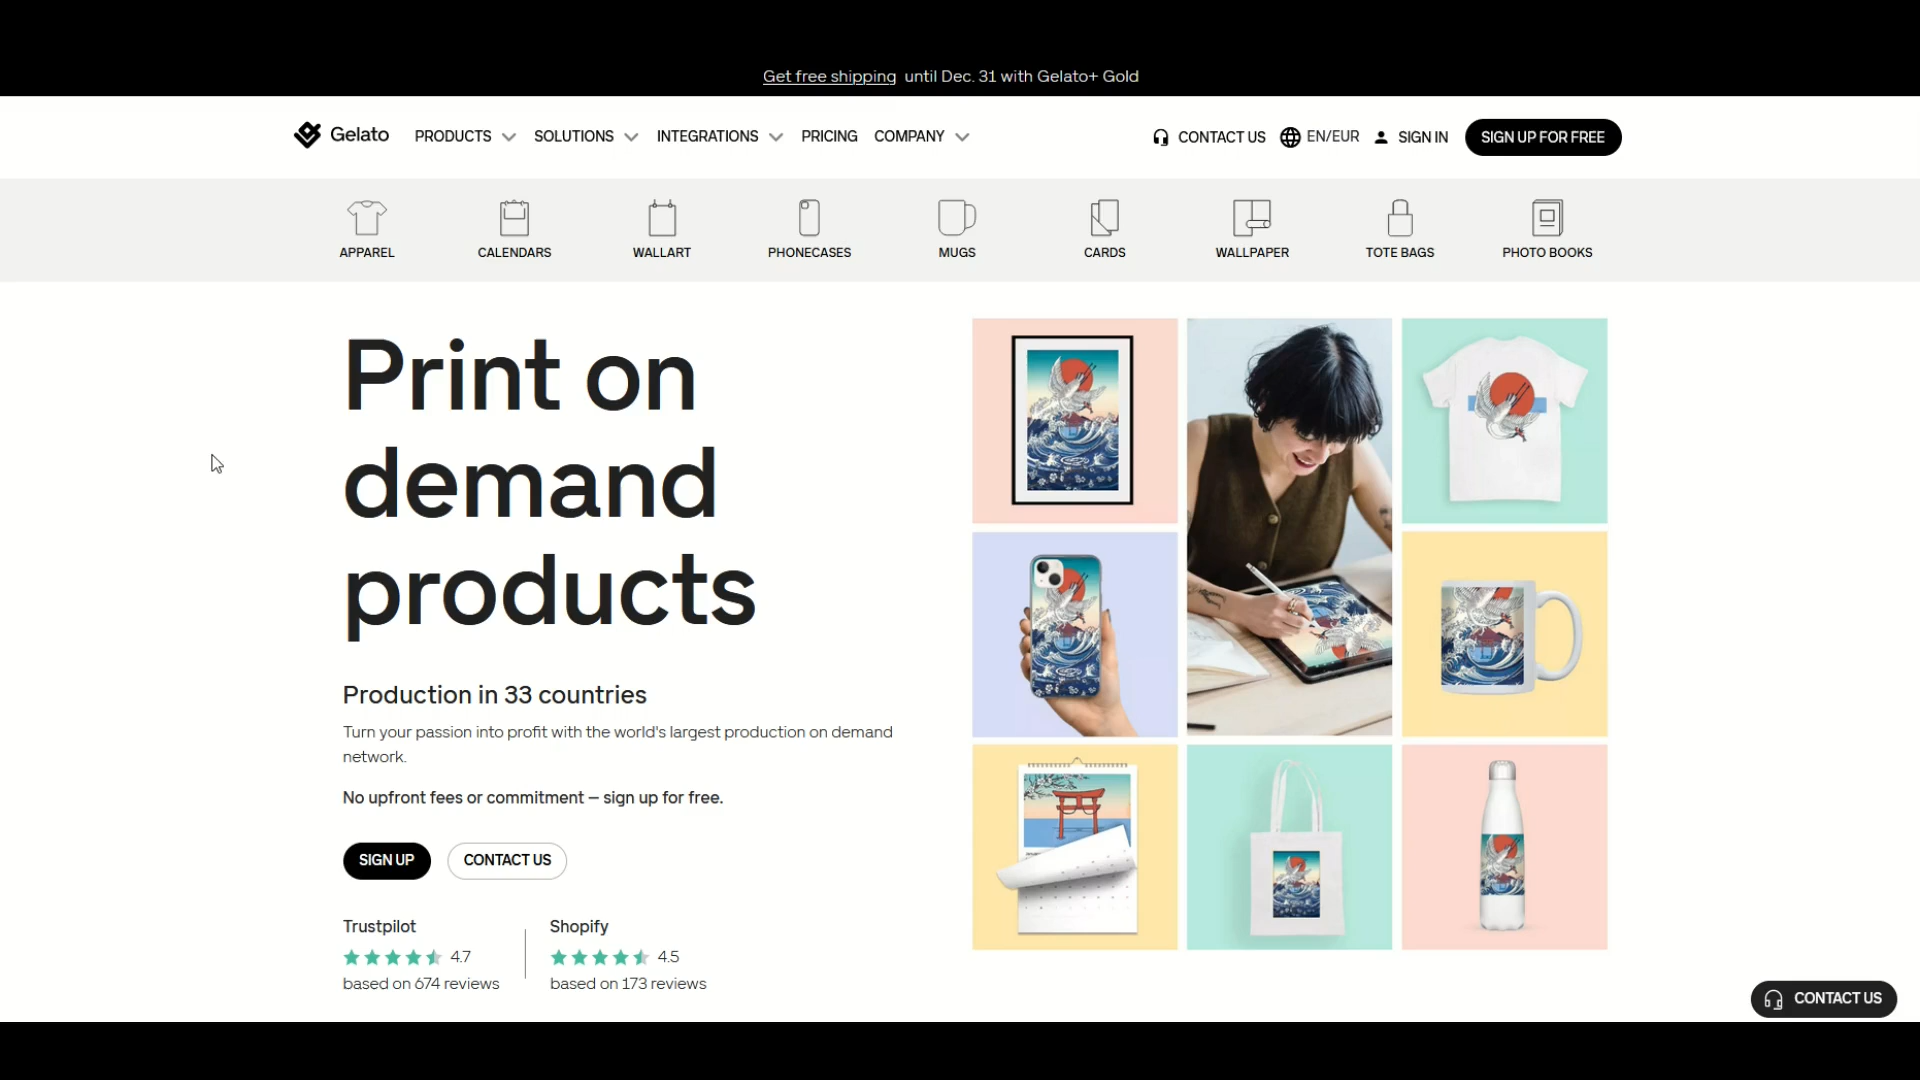 Get free shipping until Dec. 31 with Gelato+ Gold
Gelato PRODUCTS SOLUTIONS INTEGRATIONS PRICING COMPANY CONTACT US EN/EUR SIGN IN SIGN UP FOR FREE
APPAREL CALENDARS WALLART PHONECASES MUGS CARDS WALLPAPER TOTE BAGS PHOTO BOOKS
Print on
demand
products
Production in 33 countries
Turn your passion into profit with the world's largest production on demand
network.
No upfront fees or commitment – sign up for free.
SIGN UP CONTACT US
Trustpilot Shopify
4.7 4.5
based on 674 reviews based on 173 reviews
CONTACT US